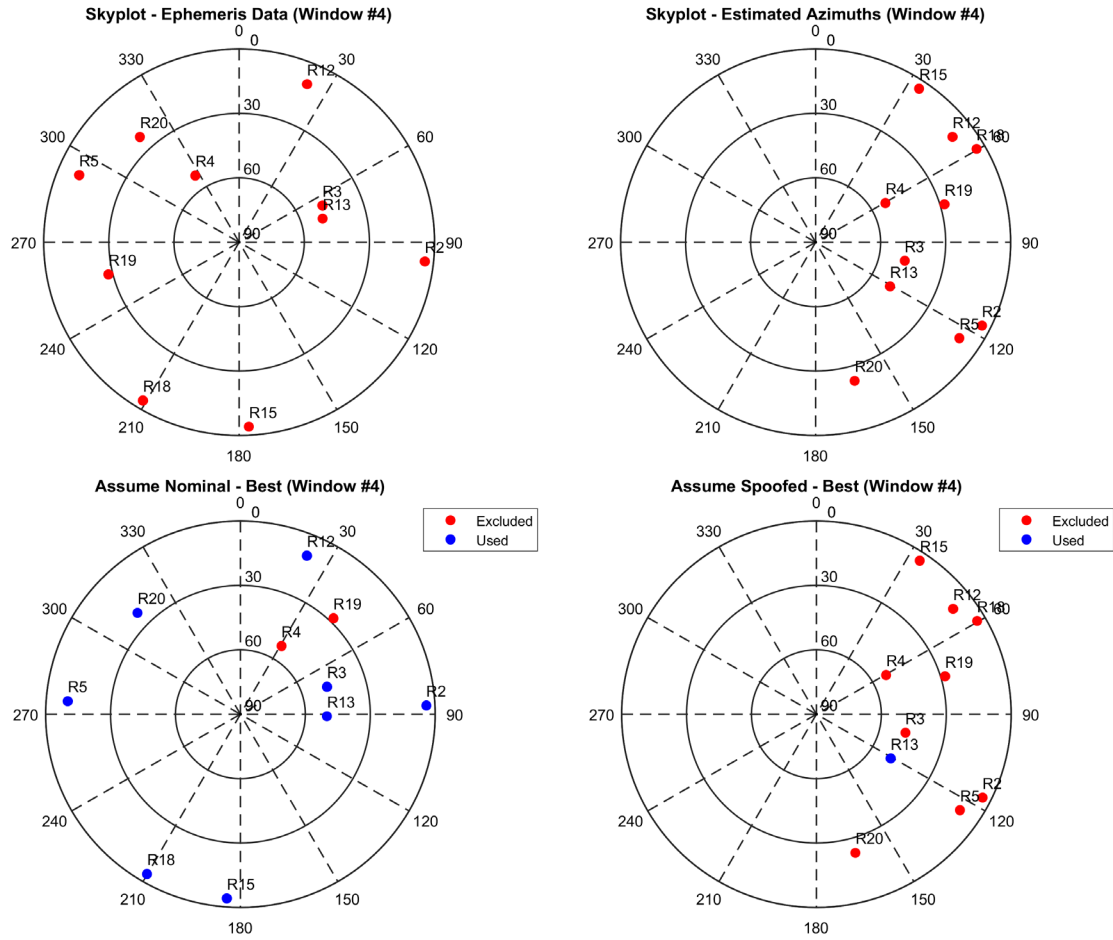 Skyplot - Ephemeris Data (Window #4)
0
0
330
30
R12
30
R20
300
60
R5
R4
60
R3
R13
270
90
R2
90
R19
240
120
R18
R15
210
150
180
Skyplot - Estimated Azimuths (Window #4)
0
0
330
30
R15
30
R12
R18
300
60
60
R4
R19
270
90
90
R3
R13
R2
R5
240
120
R20
210
150
180
Assume Nominal - Best (Window #4)
Excluded
Used
0
0
330
30
R12
30
R20
R19
300
60
R4
60
R5
R3
R2
R13
270
90
90
240
120
R18
R15
210
150
180
Assume Spoofed - Best (Window #4)
Excluded
Used
0
0
330
30
R15
30
R12
R18
300
60
60
R4
R19
270
90
90
R3
R13
R2
R5
240
120
R20
210
150
180